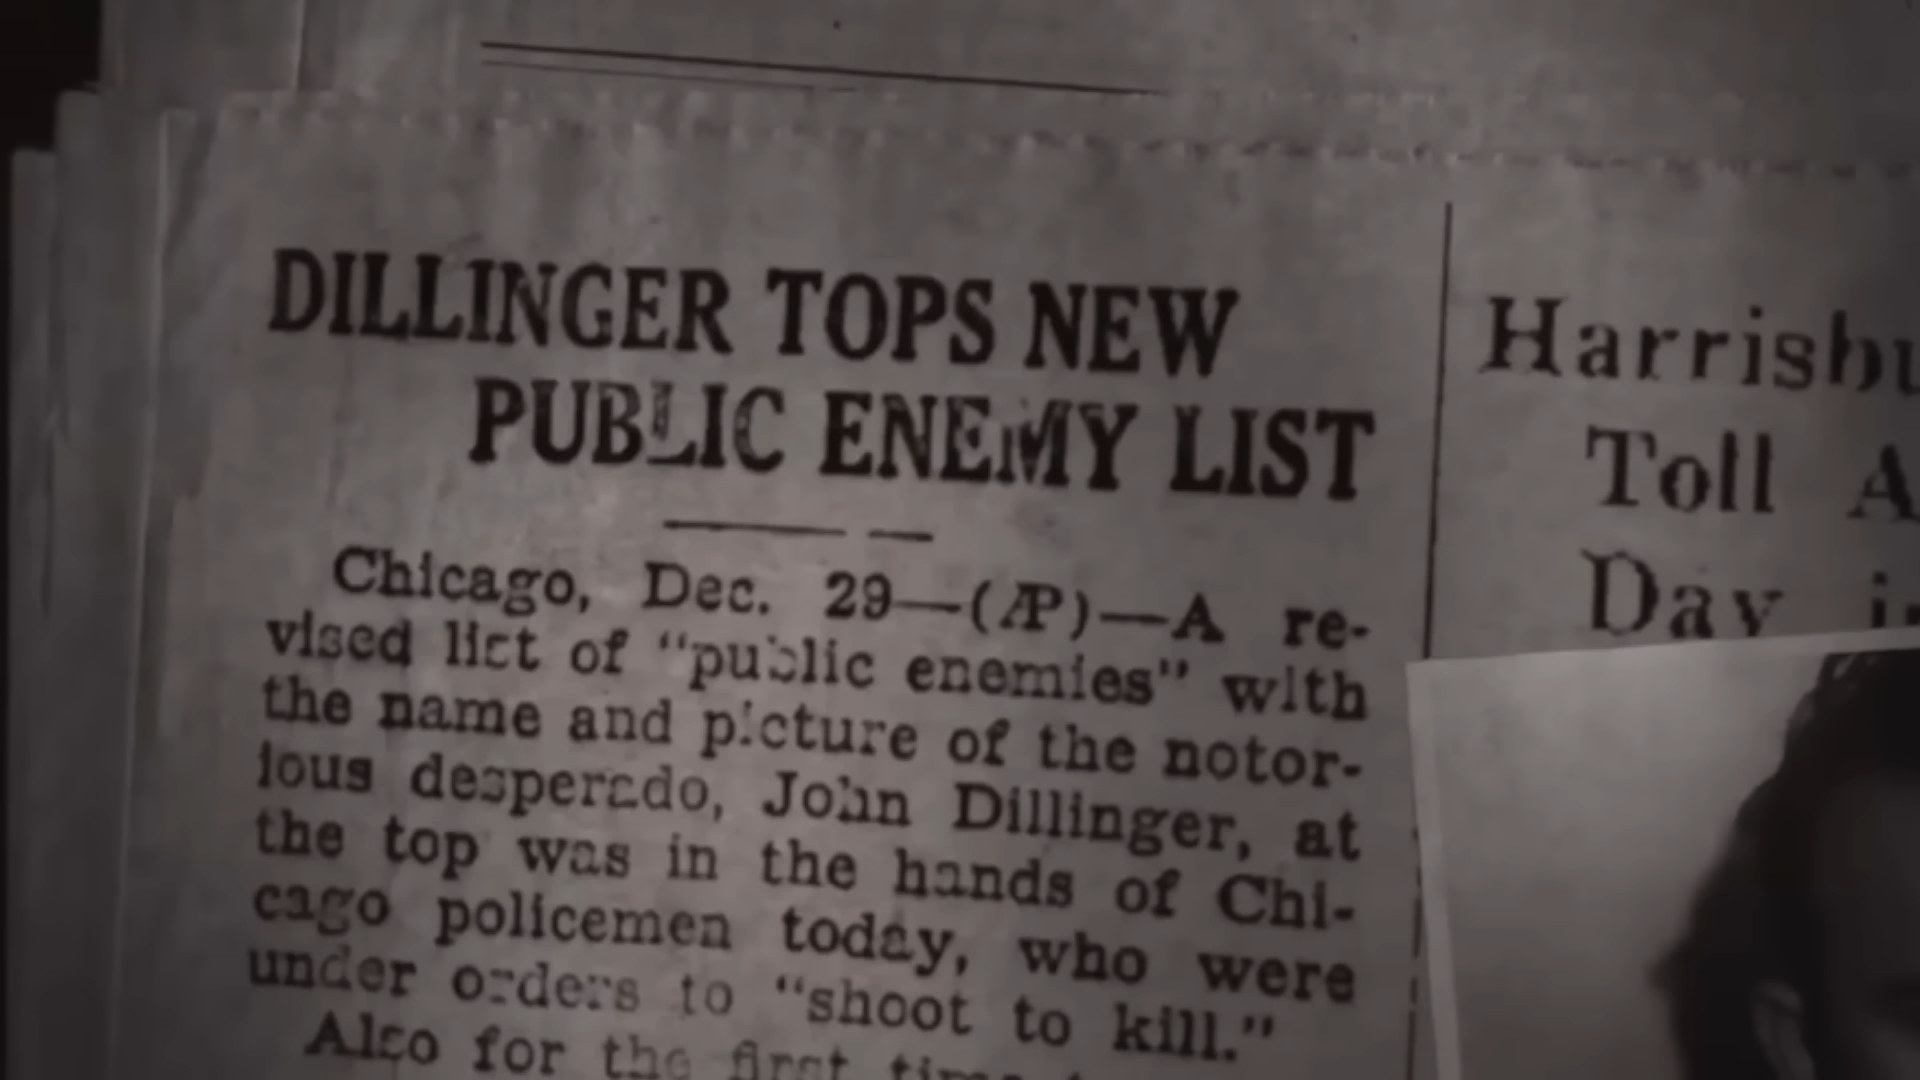 DILLINGER TOPS NEW
PUBLIC ENEMY LIST
Chicago, Dec. 29—(AP)—A re-
vised list of "public enemies" with
the name and picture of the notor-
ious desperado, John Dillinger, at
the top was in the hands of Chi-
cago policemen today, who were
under orders to "shoot to kill."
Also for the first time
Harrisbu
Toll A
Day i